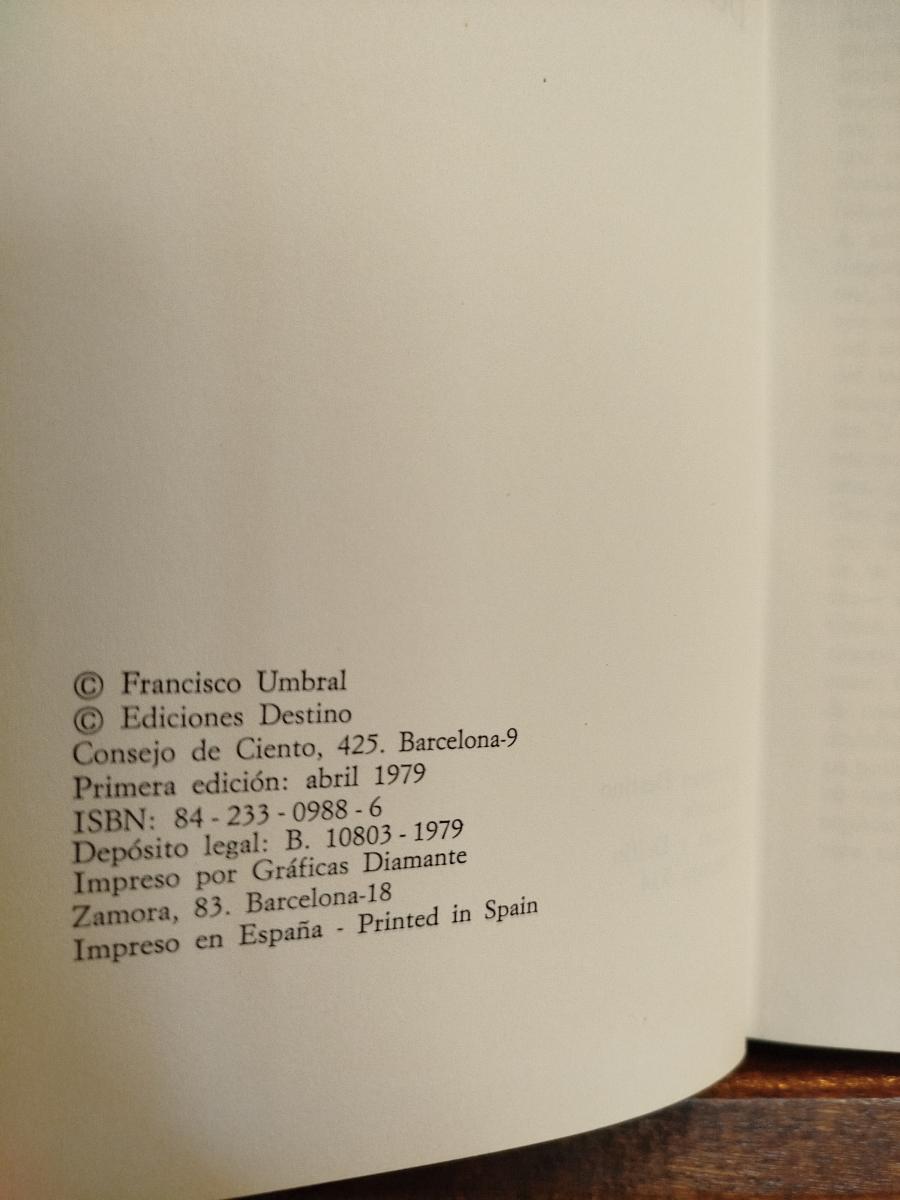 © Francisco Umbral
© Ediciones Destino
Consejo de Ciento, 425. Barcelona-9
Primera edición: abril 1979
ISBN: 84 - 233 - 0988 - 6
Depósito legal: B. 10803 - 1979
Impreso por Gráficas Diamante
Zamora, 83. Barcelona-18
Impreso en España - Printed in Spain